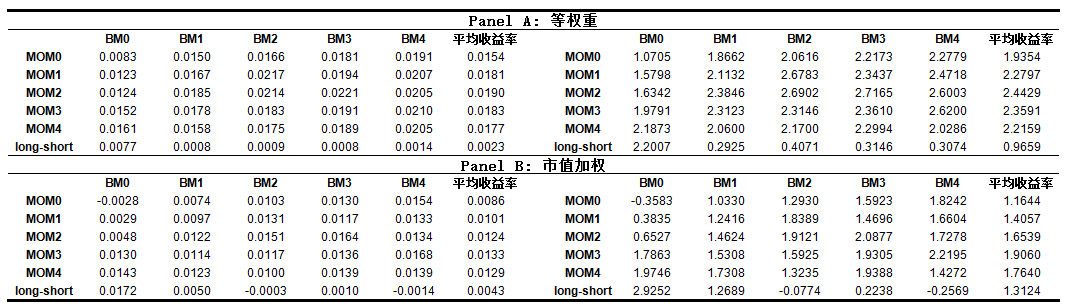 Panel A: 等权重
BM0 BM1 BM2 BM3 BM4 平均收益率 BM0 BM1 BM2 BM3 BM4 平均收益率
MOM0 0.0083 0.0150 0.0166 0.0181 0.0191 0.0154 MOM0 1.0705 1.8662 2.0616 2.2173 2.2779 1.9354
MOM1 0.0123 0.0167 0.0217 0.0194 0.0207 0.0181 MOM1 1.5798 2.1132 2.6783 2.3437 2.4718 2.2797
MOM2 0.0124 0.0185 0.0214 0.0221 0.0205 0.0190 MOM2 1.6342 2.3846 2.6902 2.7165 2.6003 2.4429
MOM3 0.0152 0.0178 0.0183 0.0191 0.0210 0.0183 MOM3 1.9791 2.3123 2.3146 2.3610 2.6200 2.3591
MOM4 0.0161 0.0158 0.0175 0.0189 0.0205 0.0177 MOM4 2.1873 2.0600 2.1700 2.2994 2.0286 2.2159
long-short 0.0077 0.0008 0.0009 0.0008 0.0014 0.0023 long-short 2.2007 0.2925 0.4071 0.3146 0.3074 0.9659
Panel B: 市值加权
BM0 BM1 BM2 BM3 BM4 平均收益率 BM0 BM1 BM2 BM3 BM4 平均收益率
MOM0 -0.0028 0.0074 0.0103 0.0130 0.0154 0.0086 MOM0 -0.3583 1.0330 1.2930 1.5923 1.8242 1.1644
MOM1 0.0029 0.0097 0.0131 0.0117 0.0133 0.0101 MOM1 0.3835 1.2416 1.8389 1.4696 1.6604 1.4057
MOM2 0.0048 0.0122 0.0151 0.0164 0.0134 0.0124 MOM2 0.6527 1.4624 1.9121 2.0877 1.7278 1.6539
MOM3 0.0130 0.0114 0.0117 0.0136 0.0168 0.0133 MOM3 1.7863 1.5308 1.5925 1.9305 2.2195 1.9060
MOM4 0.0143 0.0123 0.0100 0.0139 0.0139 0.0129 MOM4 1.9746 1.7308 1.3235 1.9388 1.4272 1.7640
long-short 0.0172 0.0050 -0.0003 0.0010 -0.0014 0.0043 long-short 2.9252 1.2689 -0.0774 0.2238 -0.2569 1.3124